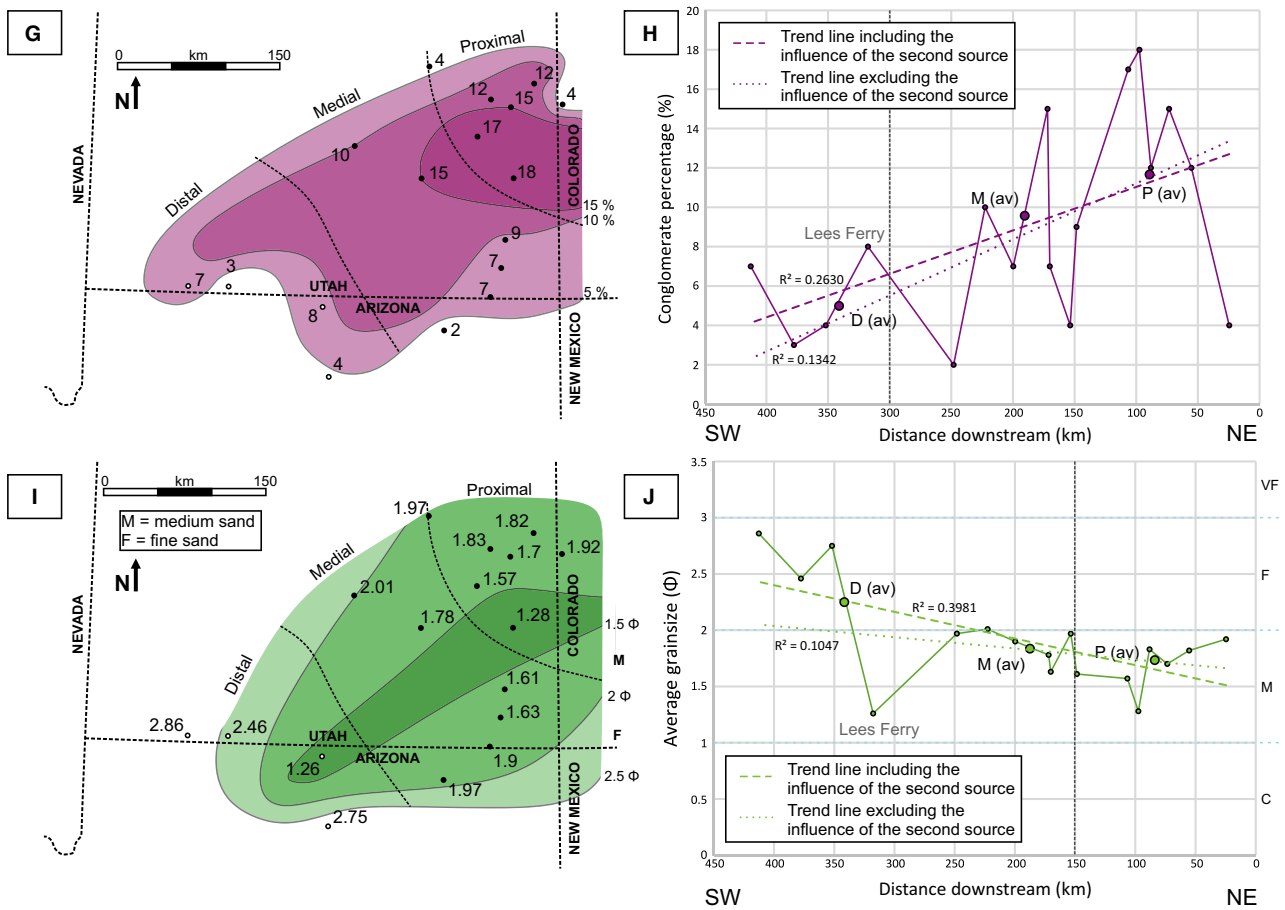 G
0 km 150
N
NEVADA
Distal
Medial
Proximal
4
12
12
15
4
17
10
15
18
COLORADO
15 %
10 %
9
7
7
7
3
5 %
UTAH
ARIZONA
8
2
4
NEW MEXICO
H
Trend line including the
influence of the second source
Trend line excluding the
influence of the second source
Conglomerate percentage (%)
20
18
16
14
12
10
8
6
4
2
0
M (av)
P (av)
Lees Ferry
R² = 0.2630
D (av)
R² = 0.1342
450 400 350 300 250 200 150 100 50 0
SW Distance downstream (km) NE
I
0 km 150
M = medium sand
F = fine sand
N
NEVADA
Distal
Medial
Proximal
1.97
1.82
1.83
1.7
1.92
1.57
2.01
1.78
1.28
COLORADO
1.5 Φ
M
1.61
2 Φ
1.63
2.86
2.46
F
UTAH
ARIZONA
1.26
1.9
1.97
2.5 Φ
2.75
NEW MEXICO
J
Average grainsize (Φ)
3.5
3
2.5
2
1.5
1
0.5
0
VF
F
M
C
D (av)
R² = 0.3981
R² = 0.1047
M (av)
P (av)
Lees Ferry
Trend line including the
influence of the second source
Trend line excluding the
influence of the second source
450 400 350 300 250 200 150 100 50 0
SW Distance downstream (km) NE